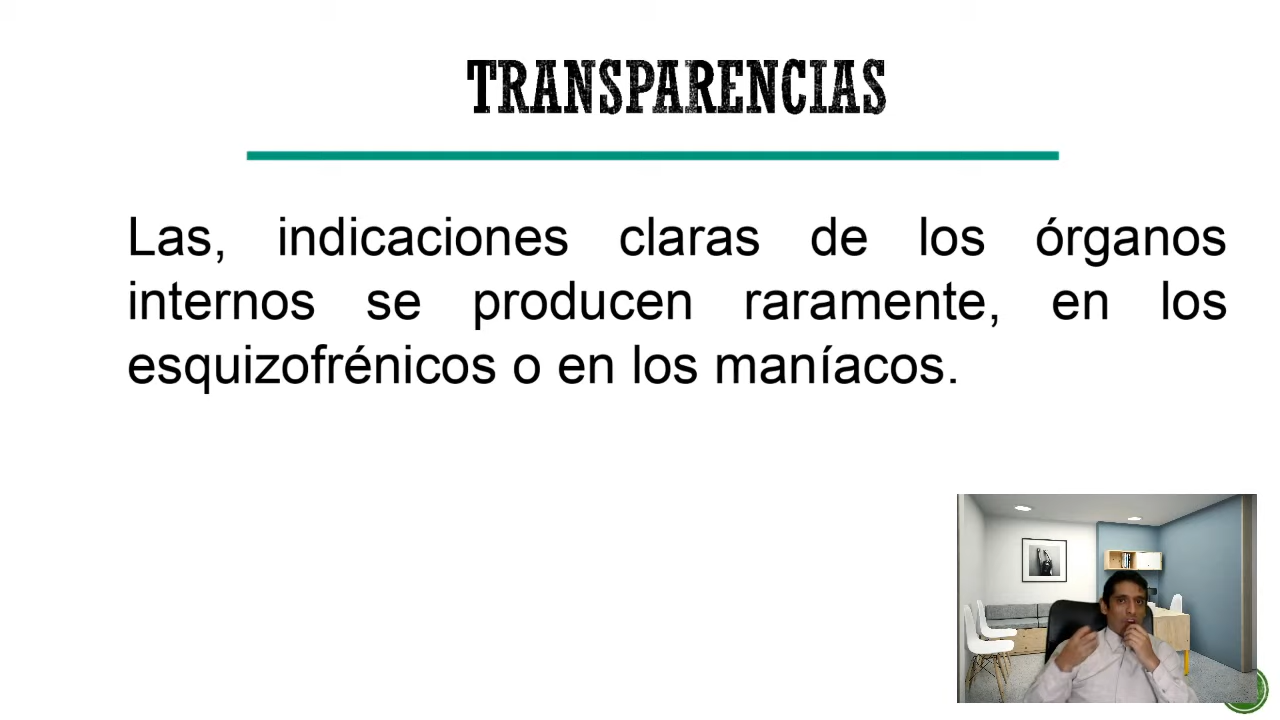 TRANSPARENCIAS
Las, indicaciones claras de los órganos
internos se producen raramente, en los
esquizofrénicos o en los maníacos.